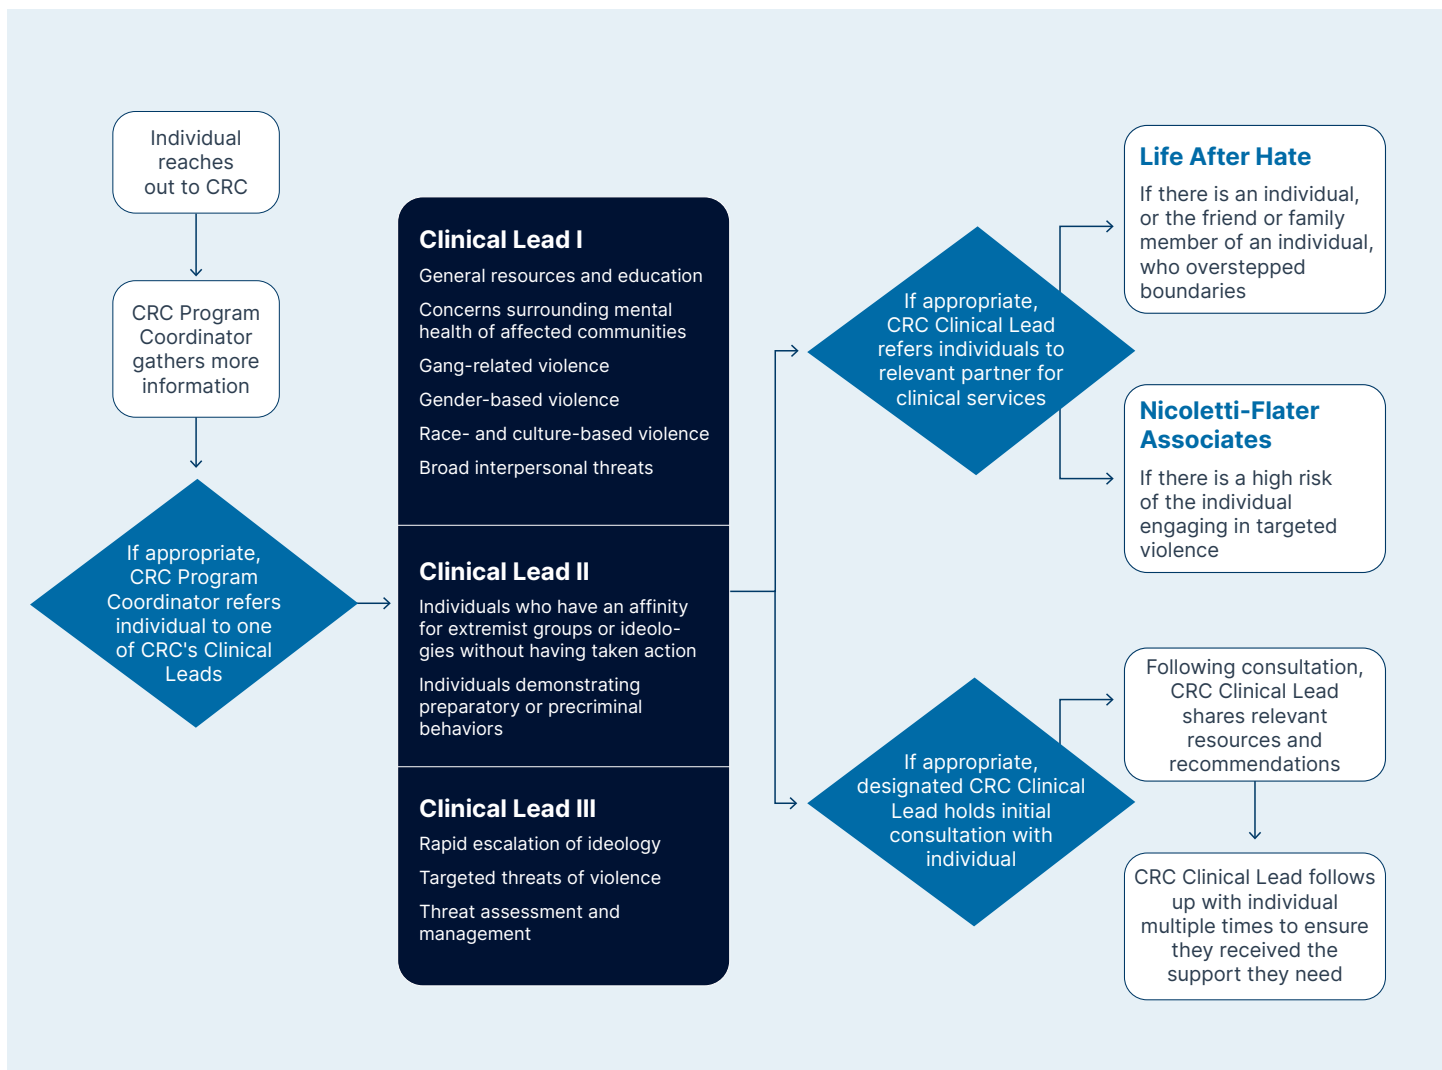 Individual
reaches
out to CRC
CRC Program
Coordinator
gathers more
information
If appropriate,
CRC Program
Coordinator refers
individual to one
of CRC's Clinical
Leads
Clinical Lead I
General resources and education
Concerns surrounding mental
health of affected communities
Gang-related violence
Gender-based violence
Race- and culture-based violence
Broad interpersonal threats
Clinical Lead II
Individuals who have an affinity
for extremist groups or ideolo-
gies without having taken action
Individuals demonstrating
preparatory or precriminal
behaviors
Clinical Lead III
Rapid escalation of ideology
Targeted threats of violence
Threat assessment and
management
If appropriate,
CRC Clinical Lead
refers individuals to
relevant partner for
clinical services
Life After Hate
If there is an individual,
or the friend or family
member of an individual,
who overstepped
boundaries
Nicoletti-Flater
Associates
If there is a high risk
of the individual
engaging in targeted
violence
If appropriate,
designated CRC Clinical
Lead holds initial
consultation with
individual
Following consultation,
CRC Clinical Lead
shares relevant
resources and
recommendations
CRC Clinical Lead follows
up with individual
multiple times to ensure
they received the
support they need